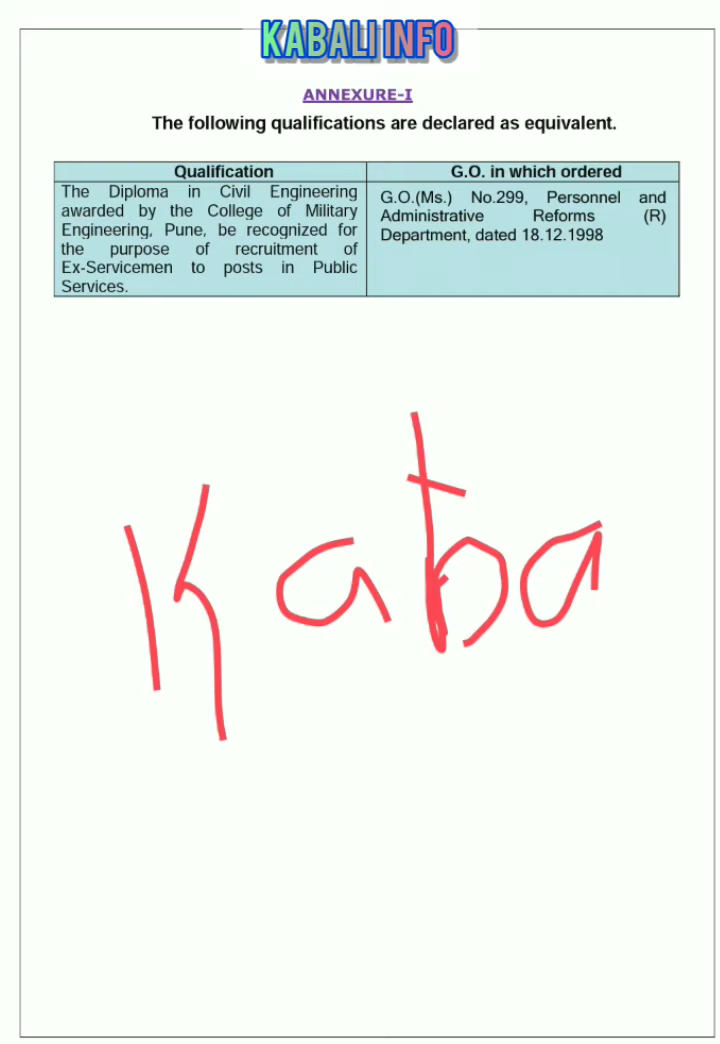 KABALI INFO
ANNEXURE-I
The following qualifications are declared as equivalent.
Qualification
The Diploma in Civil Engineering
awarded by the College of Military
Engineering, Pune, be recognized for
the purpose of recruitment of
Ex-Servicemen to posts in Public
Services.
G.O. in which ordered
G.O.(Ms.) No.299, Personnel and
Administrative Reforms (R)
Department, dated 18.12.1998
Kaba